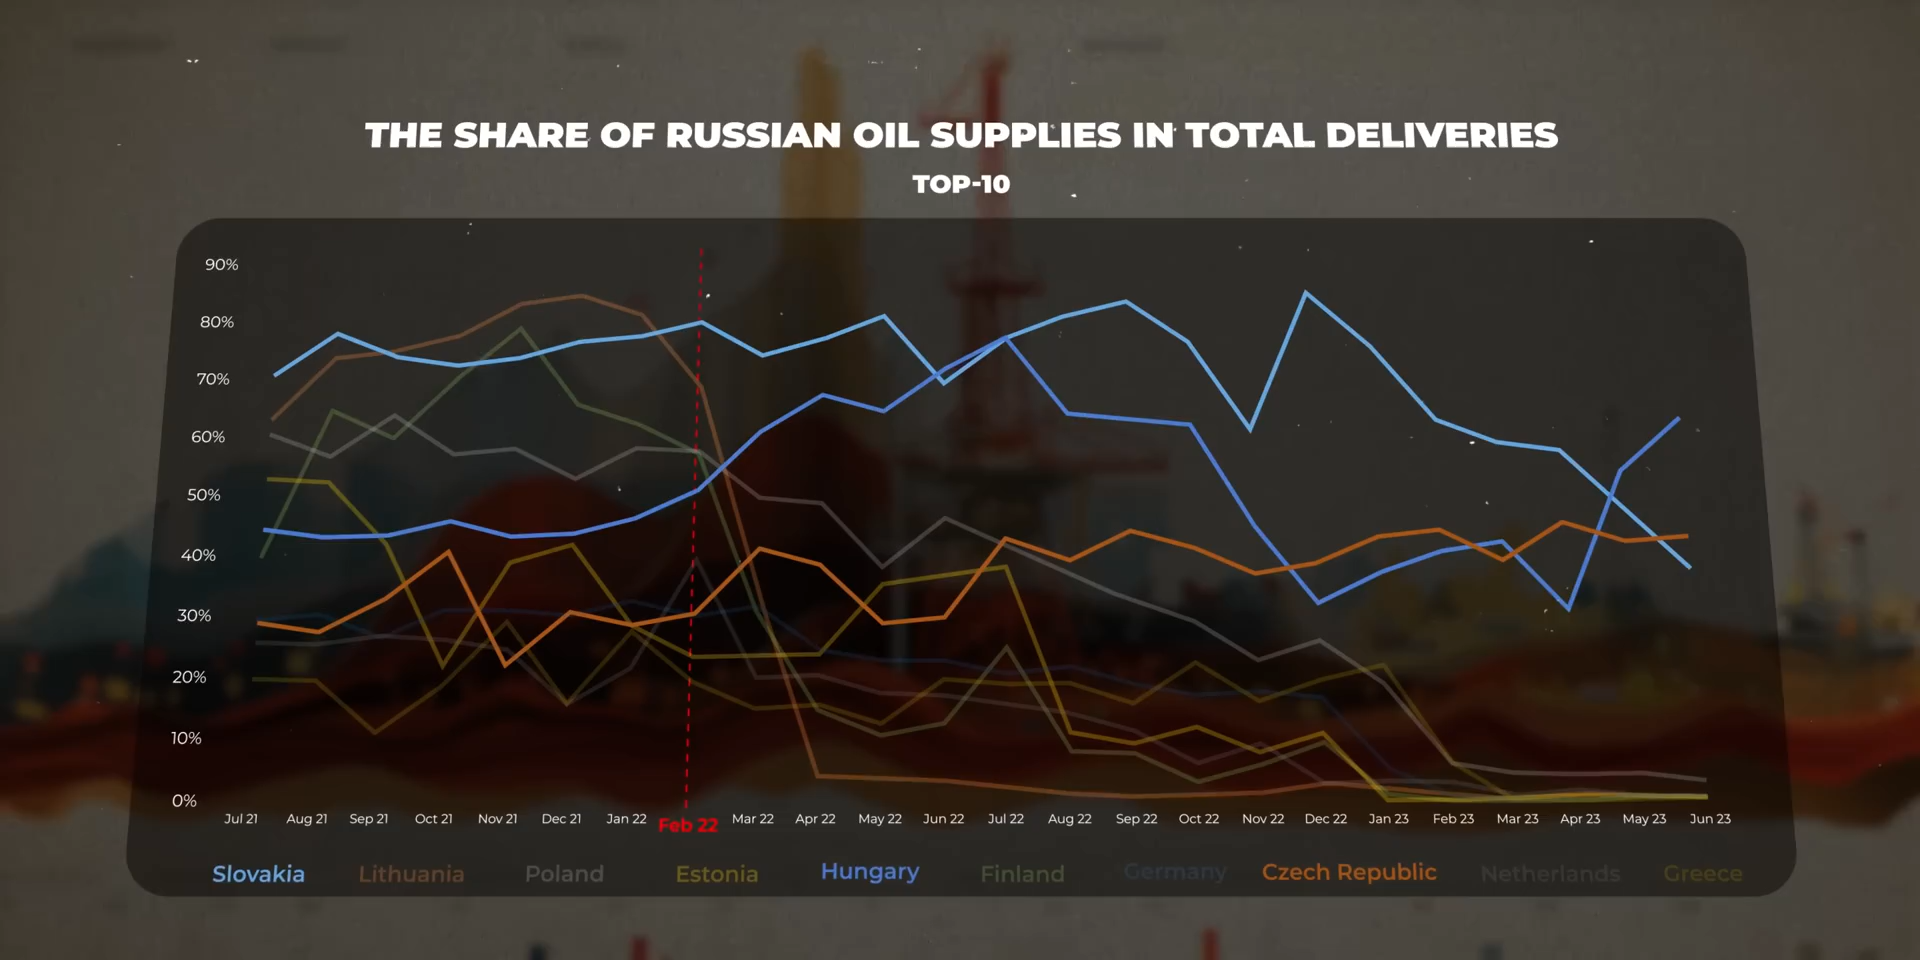 THE SHARE OF RUSSIAN OIL SUPPLIES IN TOTAL DELIVERIES
TOP-10
90%
80%
70%
60%
50%
40%
30%
20%
10%
0%
Jul 21 Aug 21 Sep 21 Oct 21 Nov 21 Dec 21 Jan 22 Feb 22 Mar 22 Apr 22 May 22 Jun 22 Jul 22 Aug 22 Sep 22 Oct 22 Nov 22 Dec 22 Jan 23 Feb 23 Mar 23 Apr 23 May 23 Jun 23
Slovakia Lithuania Poland Estonia Hungary Finland Germany Czech Republic Netherlands Greece